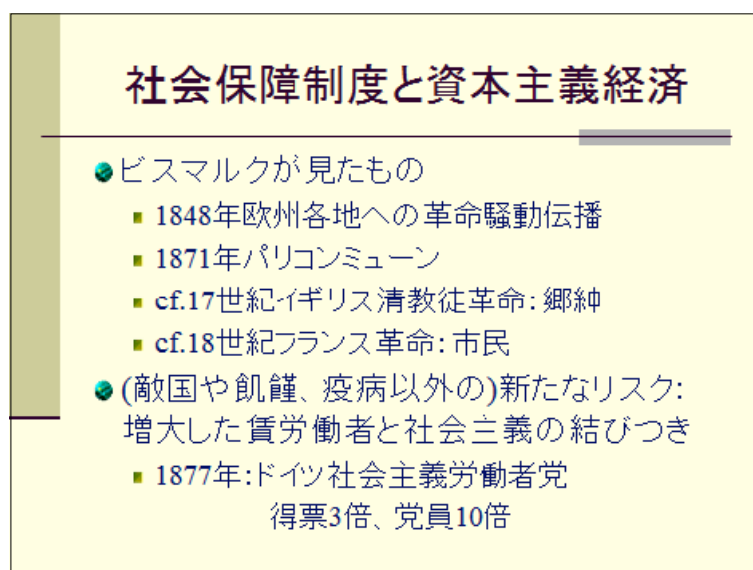 社会保障制度と資本主義経済
ビスマルクが見たもの
1848年欧州各地への革命騒動伝播
1871年パリコンミューン
cf.17世紀イギリス清教徒革命：郷紳
cf.18世紀フランス革命：市民
(敵国や飢饉、疫病以外の)新たなリスク：
増大した賃労働者と社会主義の結びつき
1877年：ドイツ社会主義労働者党
得票3倍、党員10倍